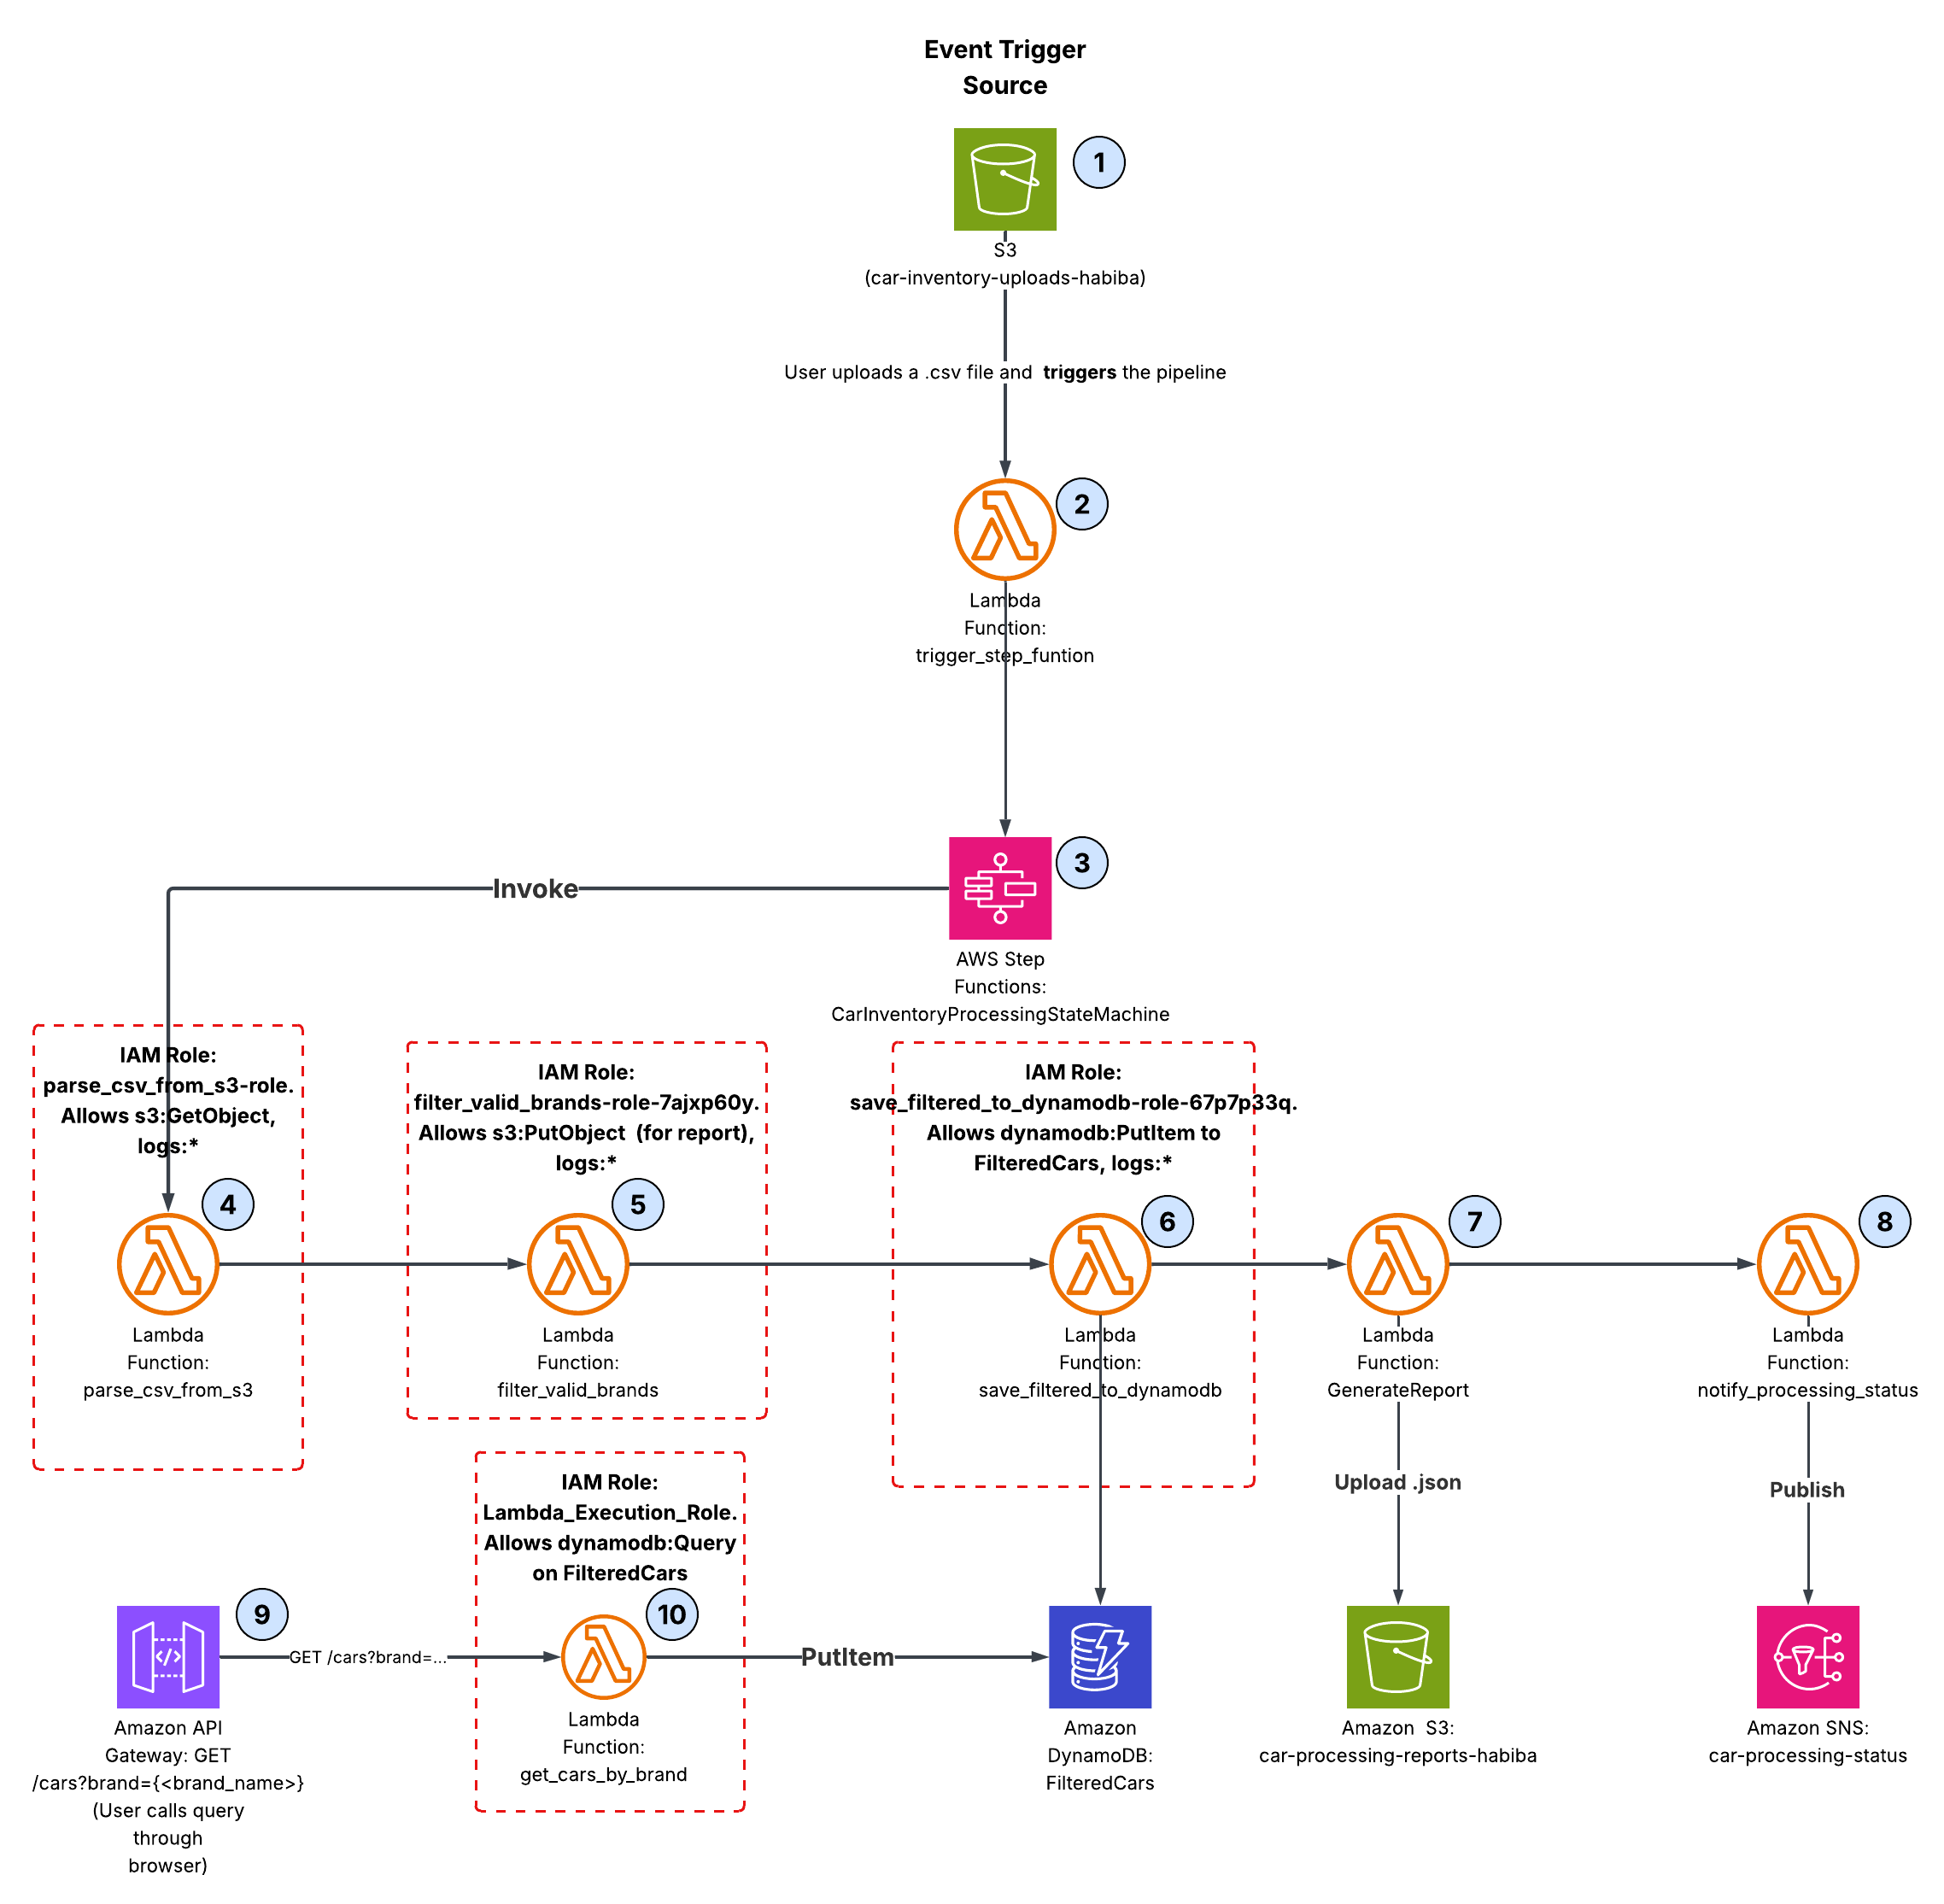 Event Trigger
Source
1
S3
(car-inventory-uploads-habiba)
User uploads a .csv file and  triggers the pipeline
2
Lambda
Function:
trigger_step_funtion
3
Invoke
AWS Step
Functions:
CarInventoryProcessingStateMachine
IAM Role:
parse_csv_from_s3-role.
Allows s3:GetObject,
logs:*
4
Lambda
Function:
parse_csv_from_s3
IAM Role:
filter_valid_brands-role-7ajxp60y.
Allows s3:PutObject  (for report),
logs:*
5
Lambda
Function:
filter_valid_brands
IAM Role:
save_filtered_to_dynamodb-role-67p7p33q.
Allows dynamodb:PutItem to
FilteredCars, logs:*
6
Lambda
Function:
save_filtered_to_dynamodb
7
Lambda
Function:
GenerateReport
Upload .json
8
Lambda
Function:
notify_processing_status
Publish
9
Amazon API
Gateway: GET
/cars?brand={<brand_name>}
(User calls query
through
browser)
GET /cars?brand=...
IAM Role:
Lambda_Execution_Role.
Allows dynamodb:Query
on FilteredCars
10
Lambda
Function:
get_cars_by_brand
PutItem
Amazon
DynamoDB:
FilteredCars
Amazon  S3:
car-processing-reports-habiba
Amazon SNS:
car-processing-status